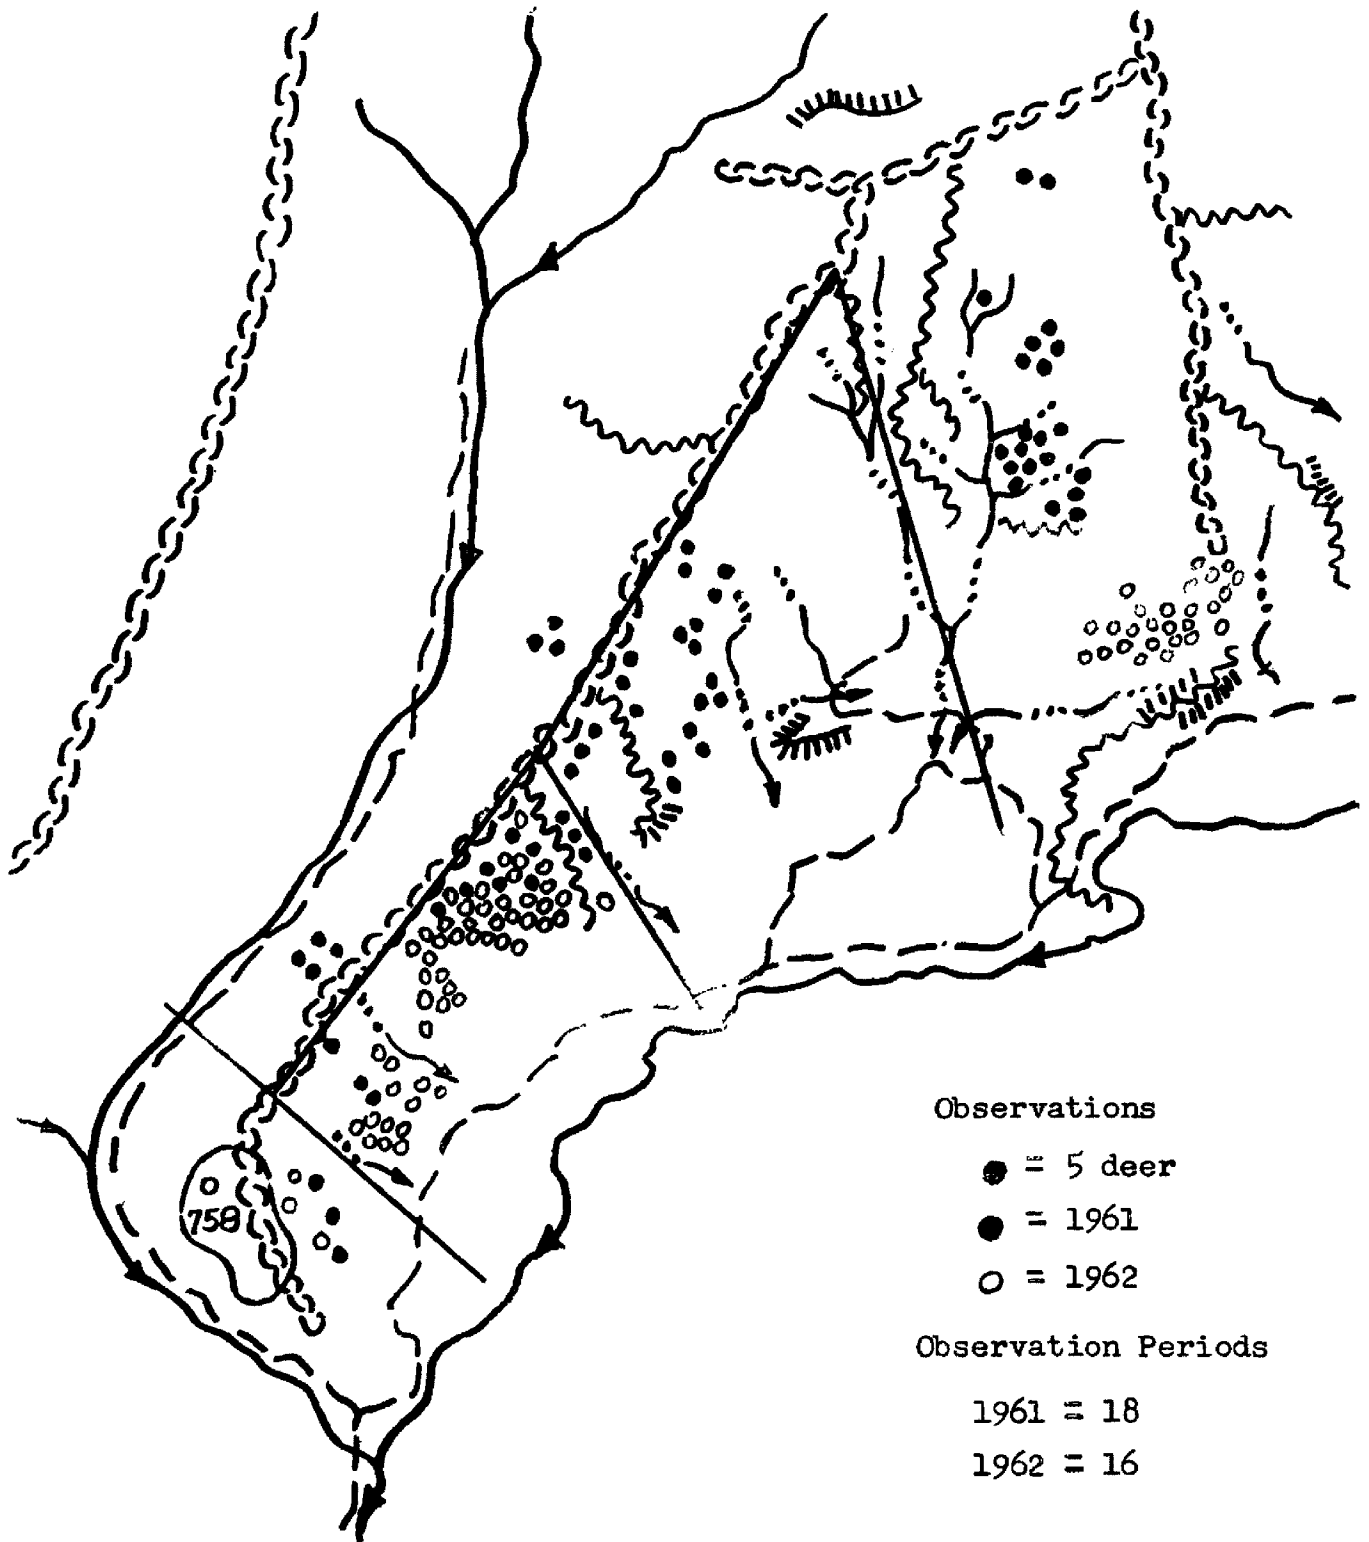 758
Observations
= 5 deer
= 1961
= 1962
Observation Periods
1961 = 18
1962 = 16